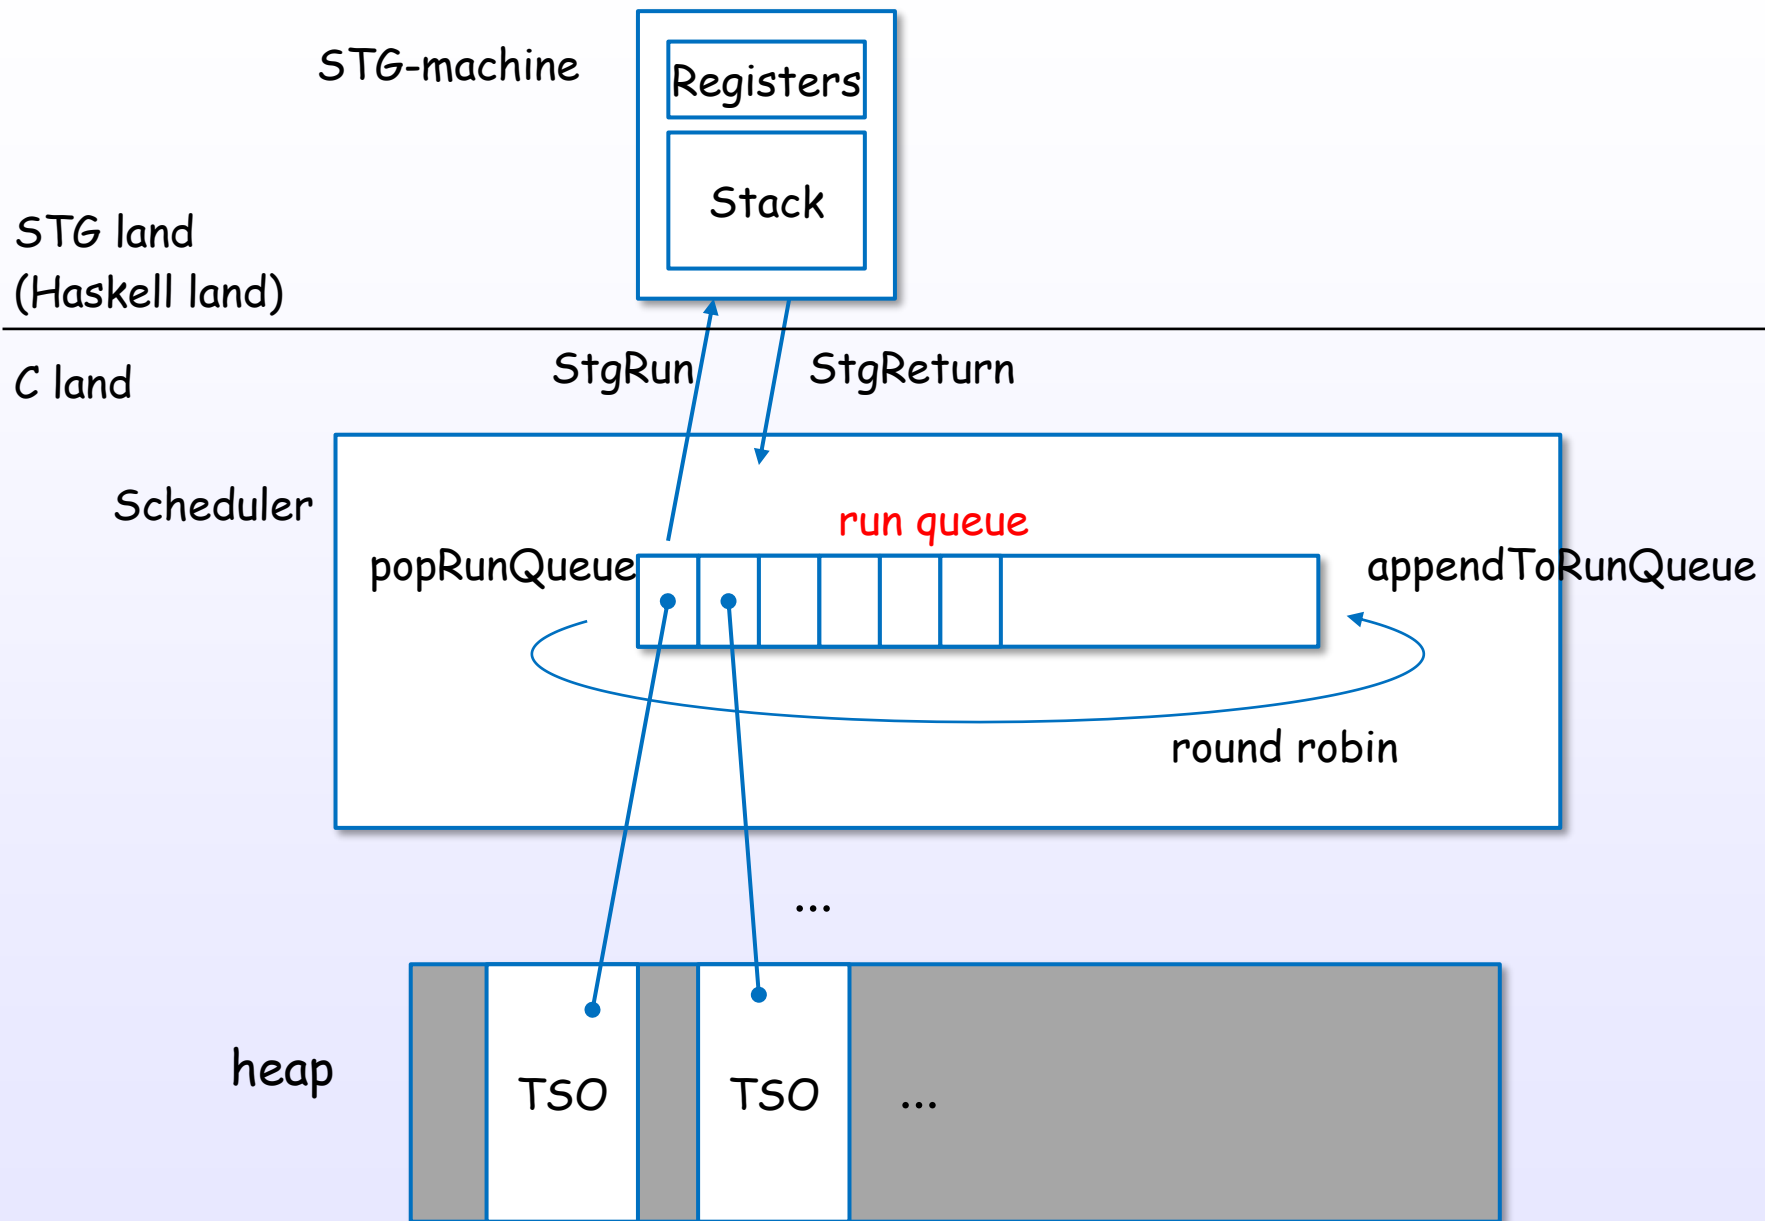 STG-machine
Registers
Stack
STG land
(Haskell land)
C land
StgRun
StgReturn
Scheduler
run queue
popRunQueue
appendToRunQueue
round robin
...
heap
TSO
TSO
...